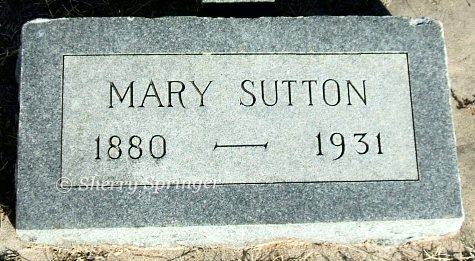 MARY SUTTON
1880 — 1931
© Sherry Springer